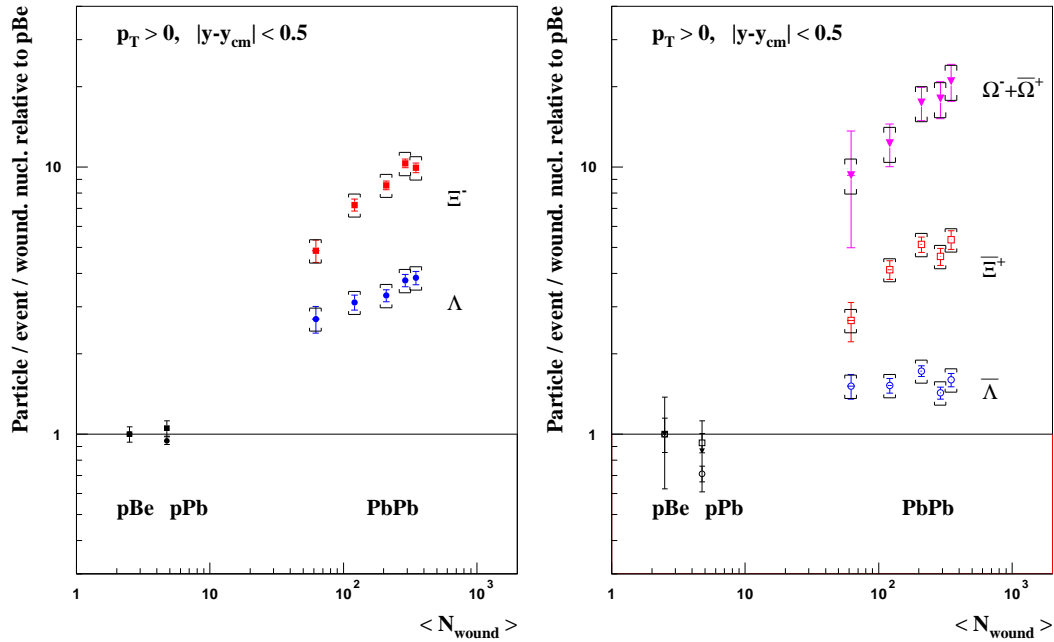 Particle / event / wound. nucl. relative to pBe
p_T > 0, |y-y_cm| < 0.5
10
Ξ⁻
Λ
1
pBe pPb PbPb
1 10 10² 10³
< N_wound >
Particle / event / wound. nucl. relative to pBe
p_T > 0, |y-y_cm| < 0.5
Ω⁻+Ω̅⁺
10
Ξ̅⁺
Λ̅
1
pBe pPb PbPb
1 10 10² 10³
< N_wound >